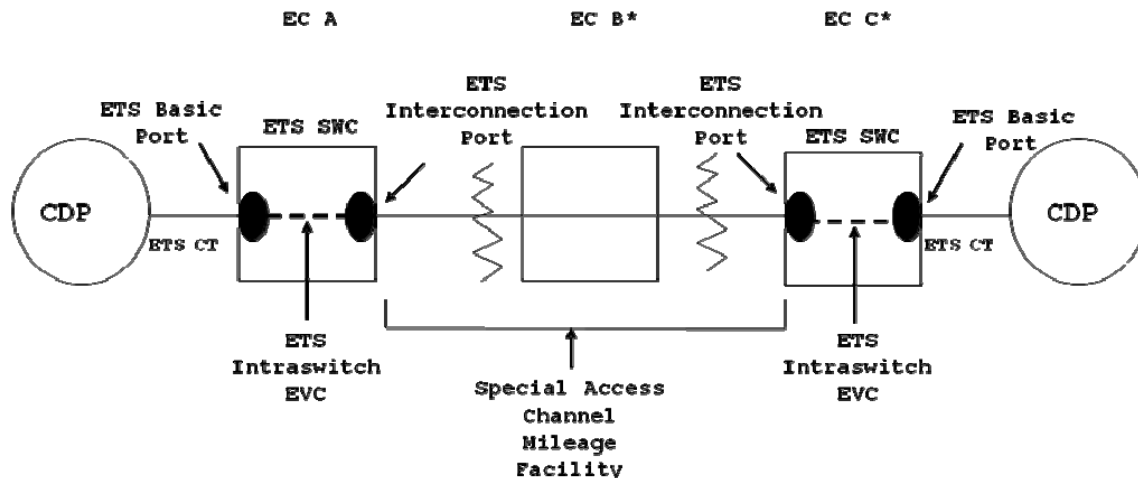 EC A
EC B*
EC C*
ETS Basic
Port
ETS SWC
ETS
Interconnection
Port
ETS
Interconnection
Port
ETS SWC
ETS Basic
Port
CDP
ETS CT
ETS CT
CDP
ETS
Intraswitch
EVC
Special Access
Channel
Mileage
Facility
ETS
Intraswitch
EVC